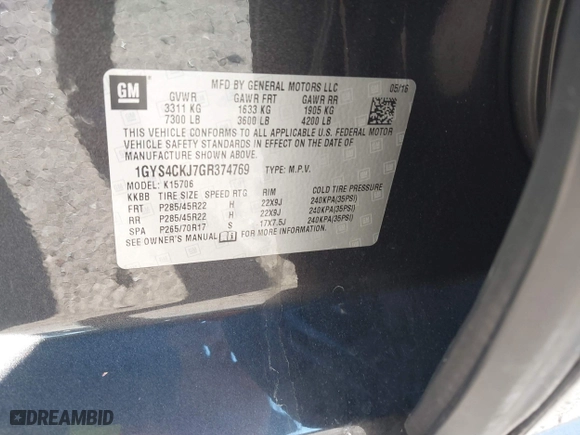 GM
MFD BY GENERAL MOTORS LLC 05/16
GVWR GAWR FRT GAWR RR
3311 KG 1633 KG 1905 KG
7300 LB 3600 LB 4200 LB
THIS VEHICLE CONFORMS TO ALL APPLICABLE U.S. FEDERAL MOTOR
VEHICLE SAFETY STANDARDS IN EFFECT ON THE DATE OF
MANUFACTURE SHOWN ABOVE.
1GYS4CKJ7GR374769 TYPE: M.P.V.
MODEL: K15706
KKBB TIRE SIZE SPEED RTG RIM COLD TIRE PRESSURE
FRT P285/45R22 H 22X9J 240KPA(35PSI)
RR P285/45R22 H 22X9J 240KPA(35PSI)
SPA P265/70R17 S 17X7.5J 240KPA(35PSI)
SEE OWNER'S MANUAL FOR MORE INFORMATION.
DREAMBID